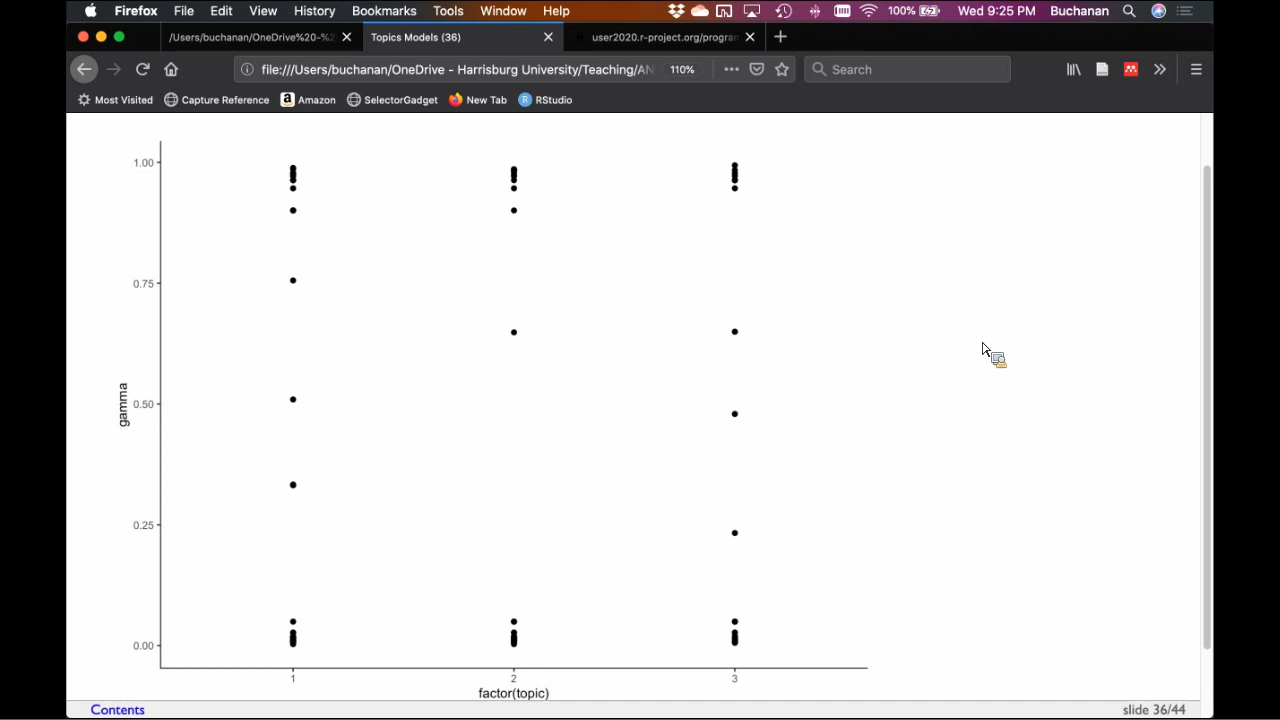 Firefox File Edit View History Bookmarks Tools Window Help 100% Wed 9:25 PM Buchanan
/Users/buchanan/OneDrive%20-%2 Topics Models (36) user2020.r-project.org/progran
file:///Users/buchanan/OneDrive - Harrisburg University/Teaching/AN 110% Search
Most Visited Capture Reference Amazon SelectorGadget New Tab RStudio
1.00
0.75
0.50
gamma
0.25
0.00
1 2 3
factor(topic)
Contents slide 36/44